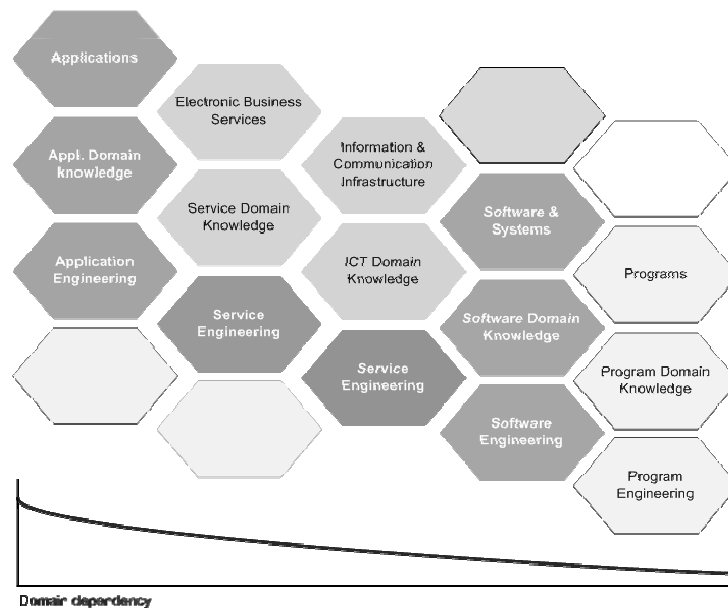 Applications
Appl. Domain
knowledge
Application
Engineering
Electronic Business
Services
Service Domain
Knowledge
Service
Engineering
Information &
Communication
Infrastructure
ICT Domain
Knowledge
Service
Engineering
Software &
Systems
Software Domain
Knowledge
Software
Engineering
Programs
Program Domain
Knowledge
Program
Engineering
Domain dependency